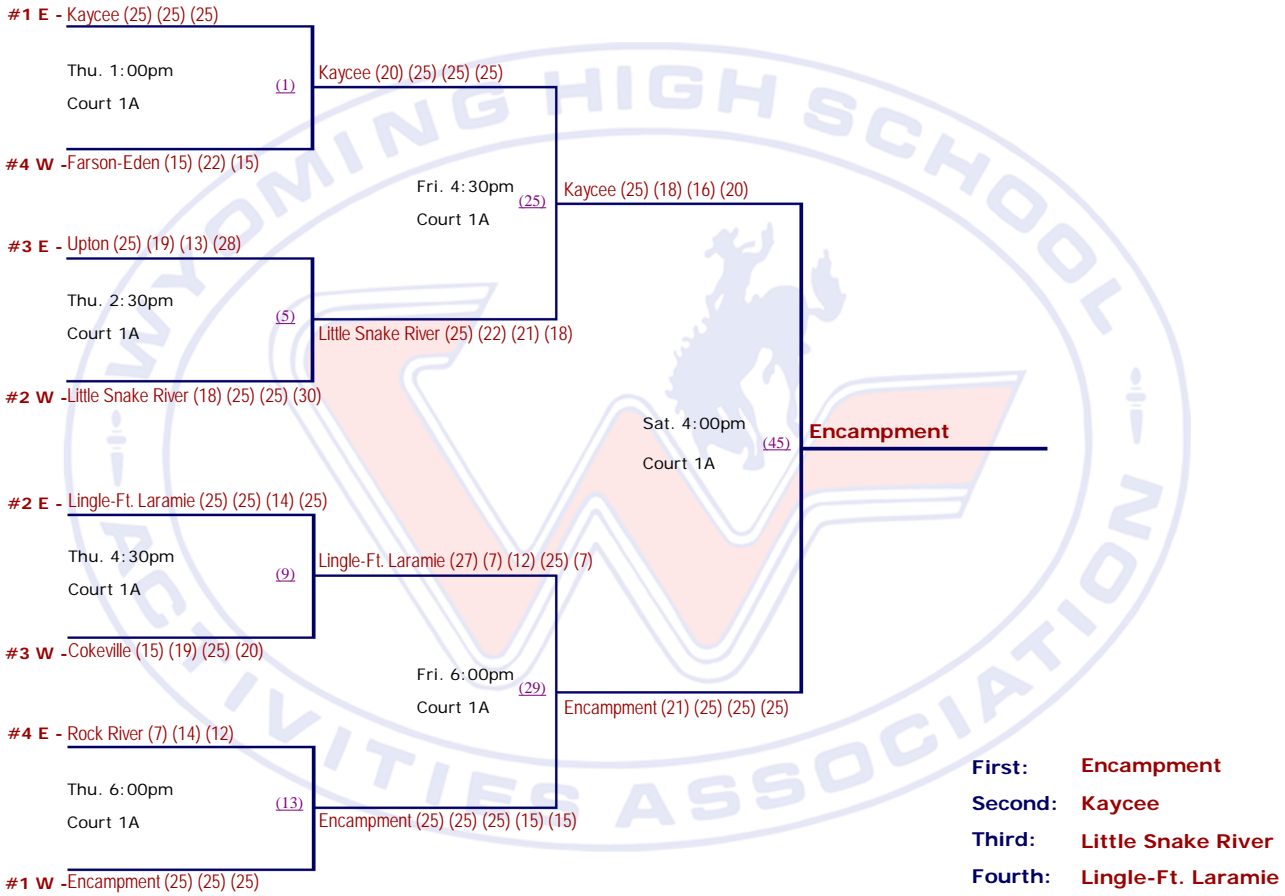 #1 E - Kaycee (25) (25) (25)
Thu. 1:00pm
(1)
Court 1A
Kaycee (20) (25) (25) (25)
#4 W -Farson-Eden (15) (22) (15)
Fri. 4:30pm
(25)
Court 1A
Kaycee (25) (18) (16) (20)
#3 E - Upton (25) (19) (13) (28)
Thu. 2:30pm
(5)
Court 1A
Little Snake River (25) (22) (21) (18)
#2 W -Little Snake River (18) (25) (25) (30)
Sat. 4:00pm
(45)
Court 1A
Encampment
#2 E - Lingle-Ft. Laramie (25) (25) (14) (25)
Thu. 4:30pm
(9)
Court 1A
Lingle-Ft. Laramie (27) (7) (12) (25) (7)
#3 W -Cokeville (15) (19) (25) (20)
Fri. 6:00pm
(29)
Court 1A
Encampment (21) (25) (25) (25)
#4 E - Rock River (7) (14) (12)
Thu. 6:00pm
(13)
Court 1A
Encampment (25) (25) (25) (15) (15)
#1 W -Encampment (25) (25) (25)
First: Encampment
Second: Kaycee
Third: Little Snake River
Fourth: Lingle-Ft. Laramie
WYOMING HIGH SCHOOL
ACTIVITIES ASSOCIATION